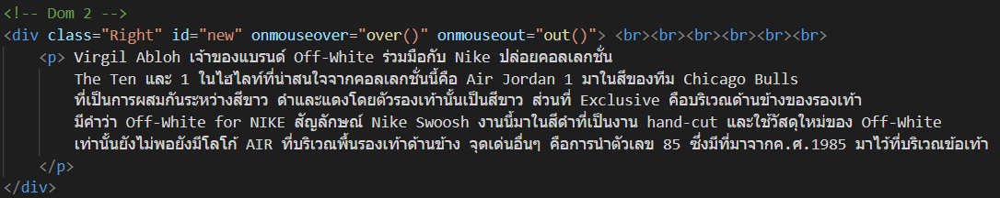 <!-- Dom 2 -->
<div class="Right" id="new" onmouseover="over()" onmouseout="out()"> <br><br><br><br><br><br>
<p> Virgil Abloh เจ้าของแบรนด์ Off-White ร่วมมือกับ Nike ปล่อยคอลเลกชั่น
The Ten และ 1 ในไฮไลท์ที่น่าสนใจจากคอลเลกชั่นนี้คือ Air Jordan 1 มาในสีของทีม Chicago Bulls
ที่เป็นการผสมกันระหว่างสีขาว ดำและแดงโดยตัวรองเท้านั้นเป็นสีขาว ส่วนที่ Exclusive คือบริเวณด้านข้างของรองเท้า
มีคำว่า Off-White for NIKE สัญลักษณ์ Nike Swoosh งานนี้มาในสีดำที่เป็นงาน hand-cut และใช้วัสดุใหม่ของ Off-White
เท่านั้นยังไม่พอยังมีโลโก้ AIR ที่บริเวณพื้นรองเท้าด้านข้าง จุดเด่นอื่นๆ คือการนำตัวเลข 85 ซึ่งมีที่มาจากค.ศ.1985 มาไว้ที่บริเวณข้อเท้า
</p>
</div>